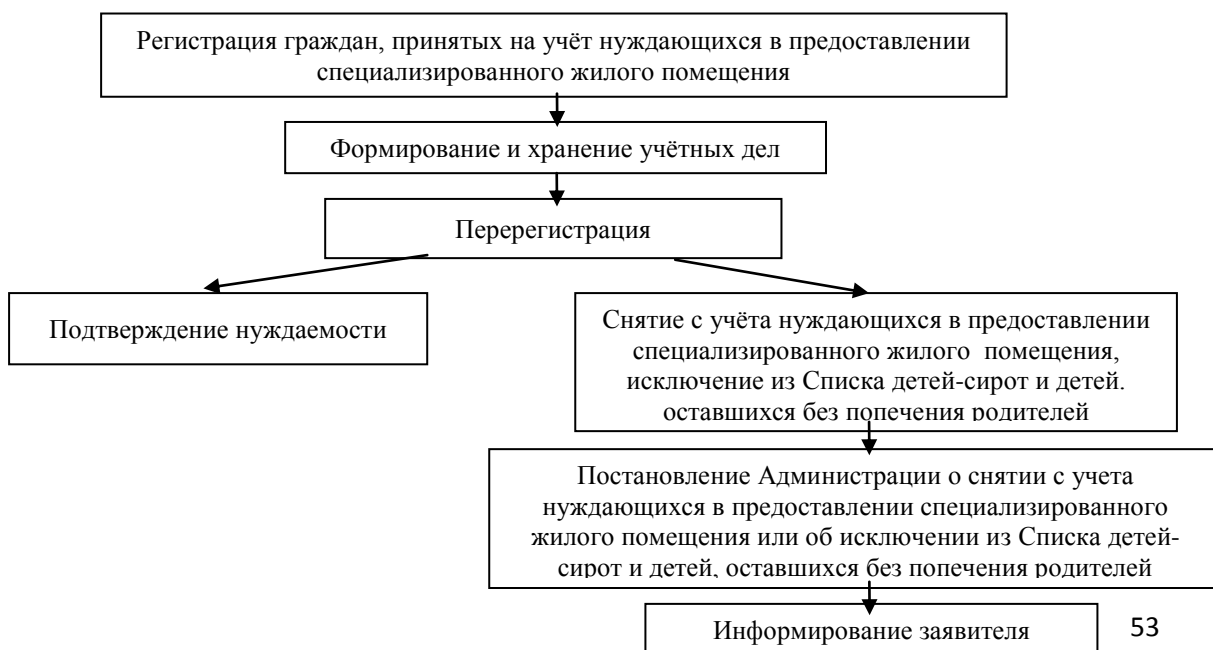 Регистрация граждан, принятых на учёт нуждающихся в предоставлении
специализированного жилого помещения
Формирование и хранение учётных дел
Перерегистрация
Подтверждение нуждаемости
Снятие с учёта нуждающихся в предоставлении
специализированного жилого помещения,
исключение из Списка детей-сирот и детей.
оставшихся без попечения родителей
Постановление Администрации о снятии с учета
нуждающихся в предоставлении специализированного
жилого помещения или об исключении из Списка детей-
сирот и детей, оставшихся без попечения родителей
Информирование заявителя
53